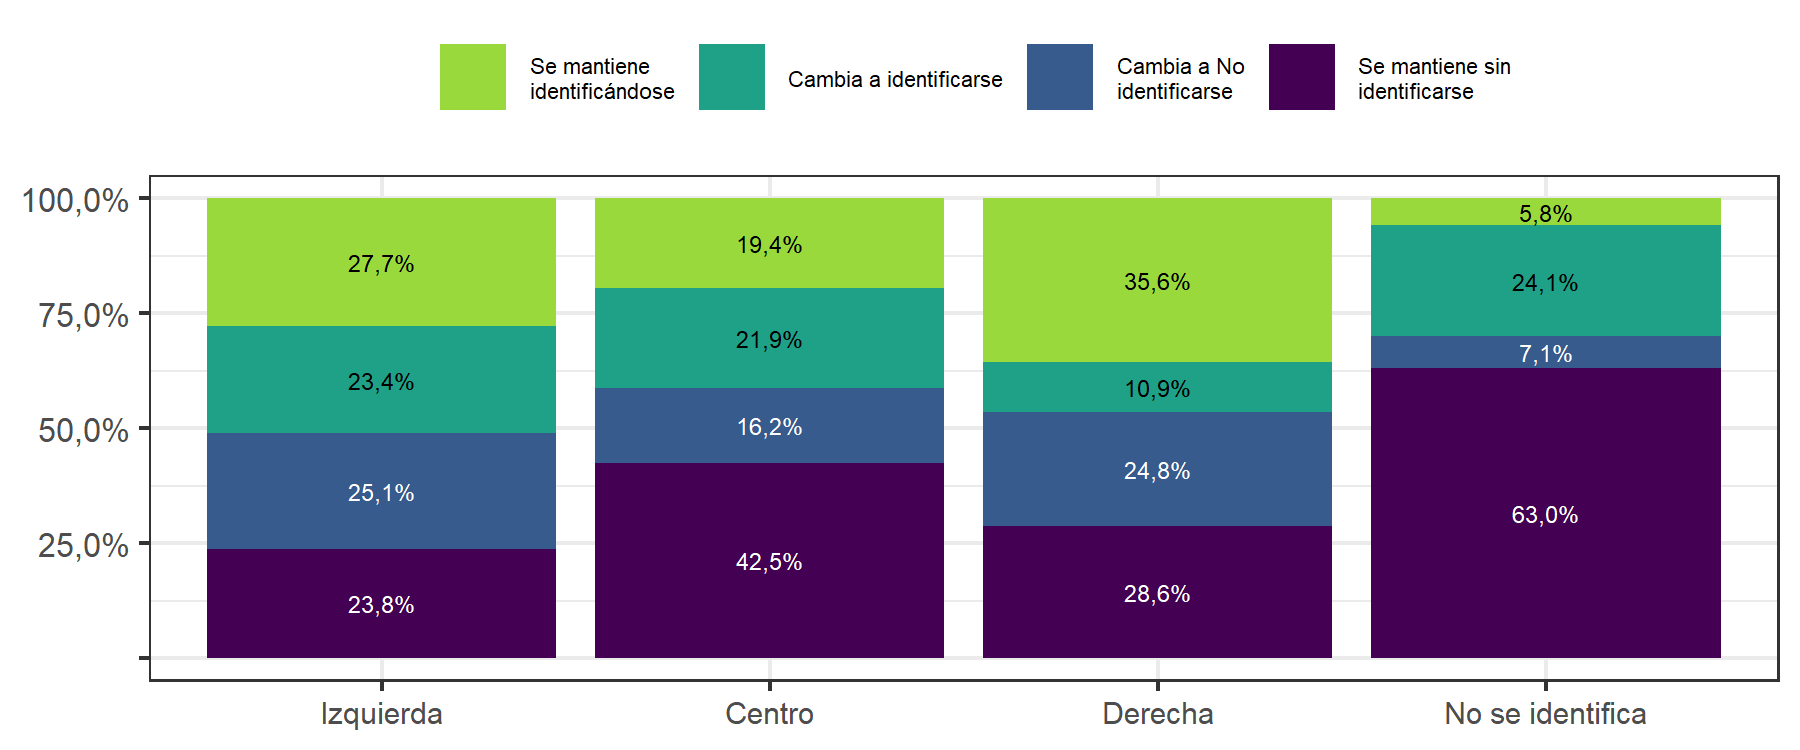 Se mantiene
identificándose
Cambia a identificarse
Cambia a No
identificarse
Se mantiene sin
identificarse
100,0%
75,0%
50,0%
25,0%
27,7%
23,4%
25,1%
23,8%
19,4%
21,9%
16,2%
42,5%
35,6%
10,9%
24,8%
28,6%
5,8%
24,1%
7,1%
63,0%
Izquierda
Centro
Derecha
No se identifica